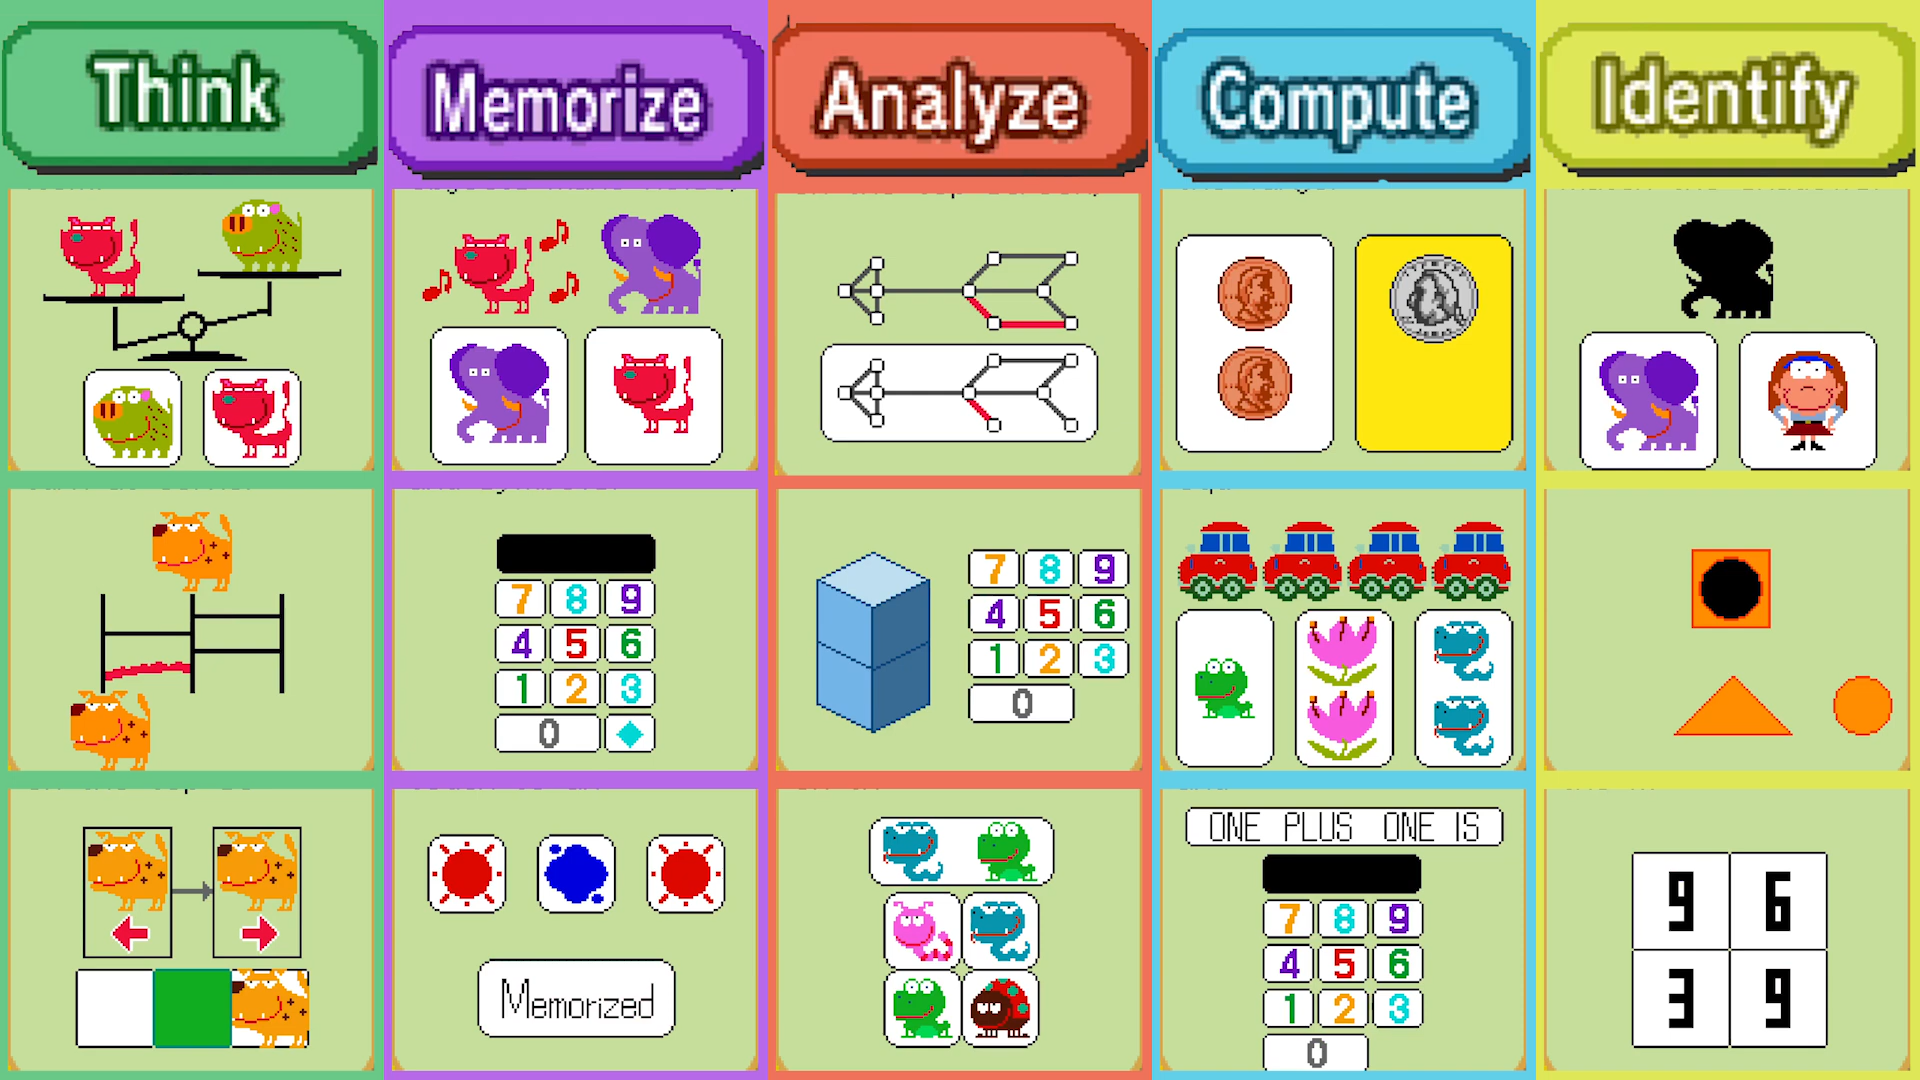 Think
Memorize
Analyze
Compute
Identify
7 8 9
4 5 6
1 2 3
0
7 8 9
4 5 6
1 2 3
0
Memorized
ONE PLUS ONE IS
7 8 9
4 5 6
1 2 3
0
9 6
3 9